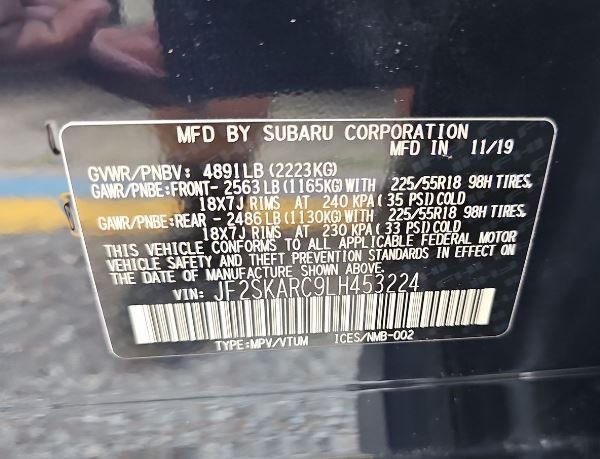 MFD BY SUBARU CORPORATION
MFD IN 11/19
GVWR/PNBV: 4891LB (2223KG)
GAWR/PNBE:FRONT- 2563 LB (1165KG) WITH 225/55R18 98H TIRES,
18X7J RIMS AT 240 KPA (35 PSI) COLD
GAWR/PNBE:REAR - 2486 LB (1130KG) WITH 225/55R18 98H TIRES,
18X7J RIMS AT 230 KPA (33 PSI) COLD
THIS VEHICLE CONFORMS TO ALL APPLICABLE FEDERAL MOTOR
VEHICLE SAFETY AND THEFT PREVENTION STANDARDS IN EFFECT ON
THE DATE OF MANUFACTURE SHOWN ABOVE.
VIN: JF2SKARC9LH453224
TYPE:MPV/VTUM ICES/NMB-002